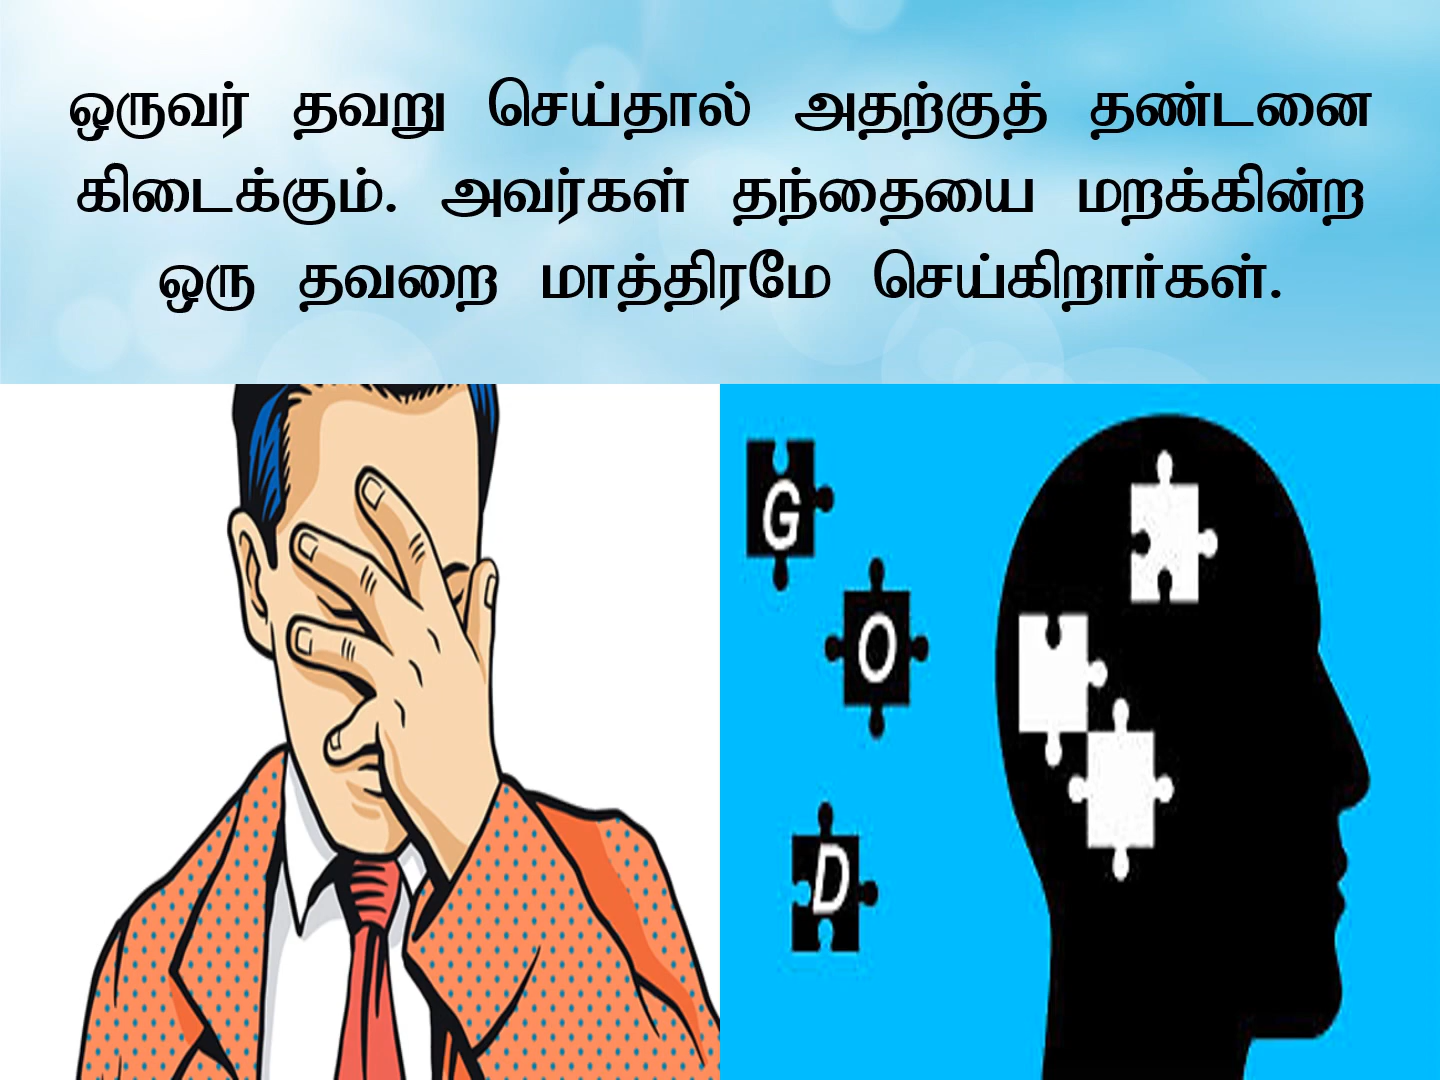 ஒருவர் தவறு செய்தால் அதற்குத் தண்டனை
கிடைக்கும். அவர்கள் தந்தையை மறக்கின்ற
ஒரு தவறை மாத்திரமே செய்கிறார்கள்.
G
O
D